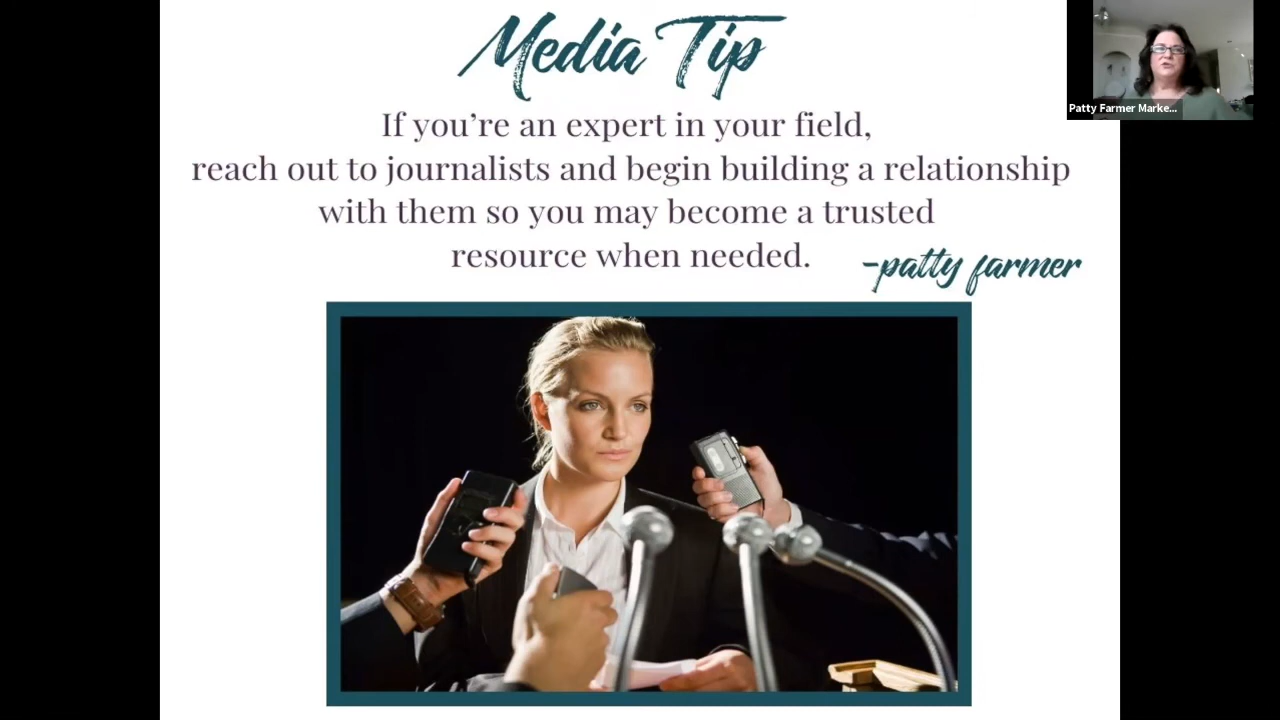 Media Tip
If you're an expert in your field,
reach out to journalists and begin building a relationship
with them so you may become a trusted
resource when needed.
-patty farmer
Patty Farmer Marke...